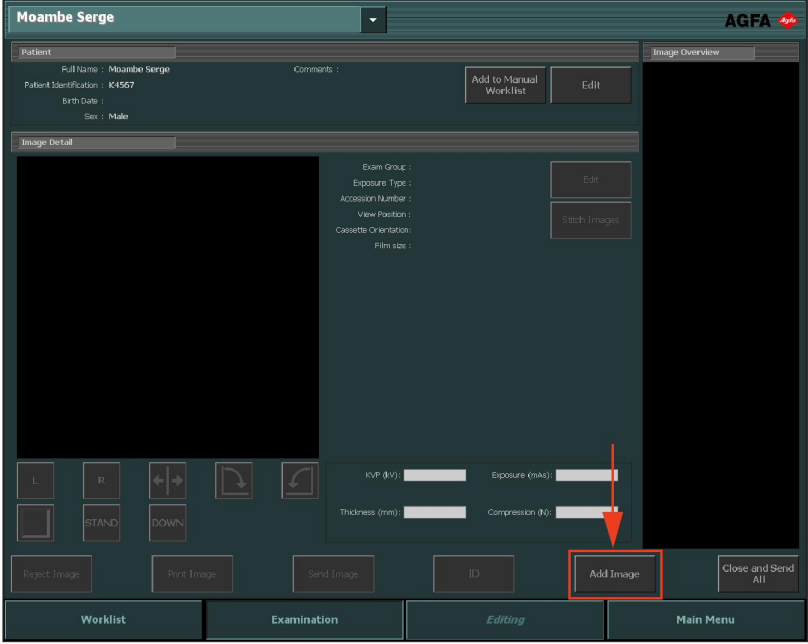 Moambe Serge
AGFA Agfa
Patient
Image Overview
Full Name : Moambe Serge
Comments :
Patient Identification : K4567
Birth Date :
Sex : Male
Add to Manual
Worklist
Edit
Image Detail
Exam Group :
Exposure Type :
Accession Number :
View Position :
Cassette Orientation:
Film size :
Edit
Stitch Images
L
R
STAND
DOWN
KVP (kV):
Exposure (mAs):
Thickness (mm):
Compression (N):
Reject Image
Print Image
Send Image
ID
Add Image
Close and Send
All
Worklist
Examination
Editing
Main Menu